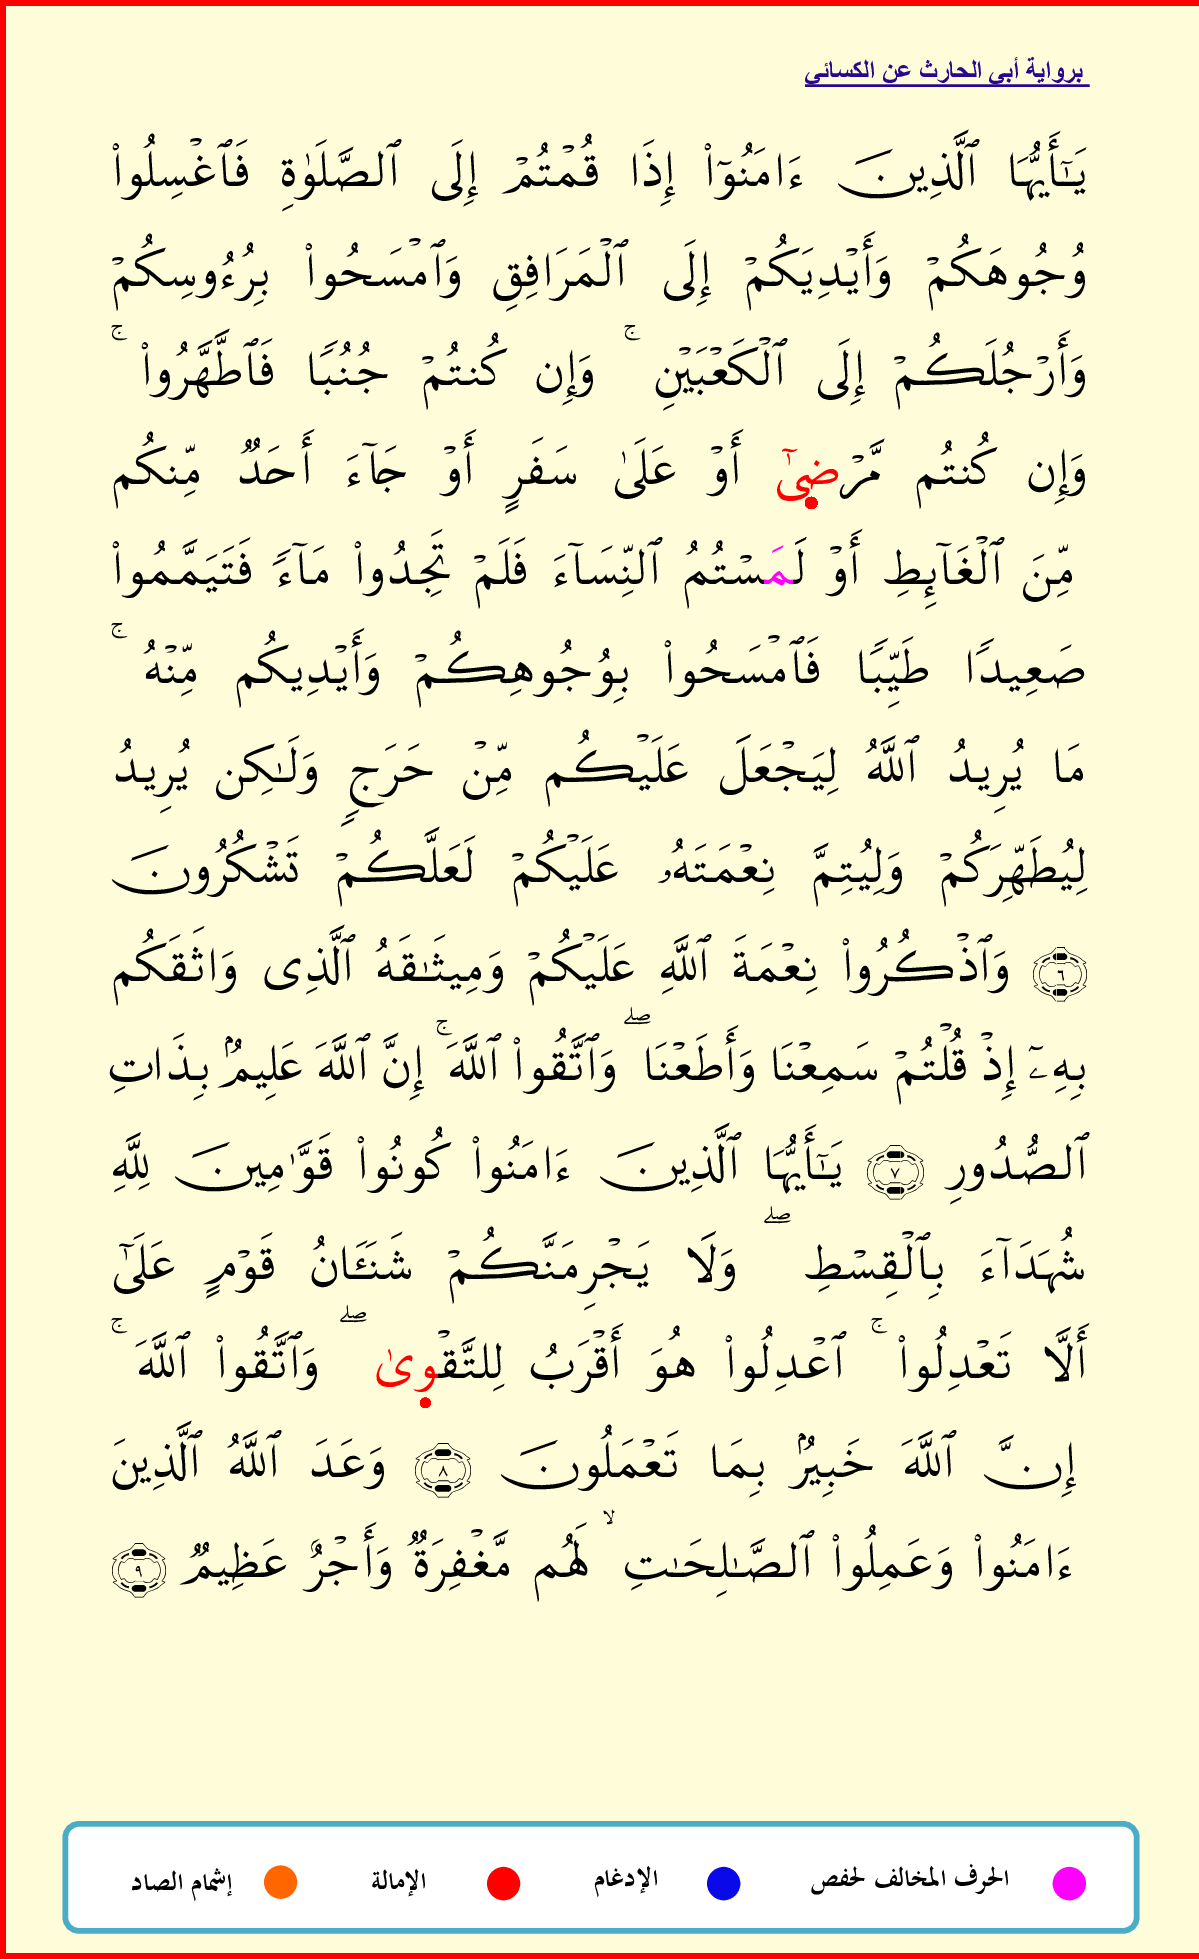 برواية أبي الحارث عن الكسائي
يَـٰٓأَيُّهَا ٱلَّذِينَ ءَامَنُوٓا۟ إِذَا قُمْتُمْ إِلَى ٱلصَّلَوٰةِ فَٱغْسِلُوا۟
وُجُوهَكُمْ وَأَيْدِيَكُمْ إِلَى ٱلْمَرَافِقِ وَٱمْسَحُوا۟ بِرُءُوسِكُمْ
وَأَرْجُلَكُمْ إِلَى ٱلْكَعْبَيْنِ ۚ وَإِن كُنتُمْ جُنُبًا فَٱطَّهَّرُوا۟ ۚ
وَإِن كُنتُم مَّرْضِىٰٓ أَوْ عَلَىٰ سَفَرٍ أَوْ جَآءَ أَحَدٌ مِّنكُم
مِّنَ ٱلْغَآئِطِ أَوْ لَمَسْتُمُ ٱلنِّسَآءَ فَلَمْ تَجِدُوا۟ مَآءً فَتَيَمَّمُوا۟
صَعِيدًا طَيِّبًا فَٱمْسَحُوا۟ بِوُجُوهِكُمْ وَأَيْدِيكُم مِّنْهُ ۚ
مَا يُرِيدُ ٱللَّهُ لِيَجْعَلَ عَلَيْكُم مِّنْ حَرَجٍ وَلَـٰكِن يُرِيدُ
لِيُطَهِّرَكُمْ وَلِيُتِمَّ نِعْمَتَهُۥ عَلَيْكُمْ لَعَلَّكُمْ تَشْكُرُونَ
٦ وَٱذْكُرُوا۟ نِعْمَةَ ٱللَّهِ عَلَيْكُمْ وَمِيثَـٰقَهُ ٱلَّذِى وَاثَقَكُم
بِهِۦٓ إِذْ قُلْتُمْ سَمِعْنَا وَأَطَعْنَا ۖ وَٱتَّقُوا۟ ٱللَّهَ ۚ إِنَّ ٱللَّهَ عَلِيمٌۢ بِذَاتِ
ٱلصُّدُورِ ٧ يَـٰٓأَيُّهَا ٱلَّذِينَ ءَامَنُوا۟ كُونُوا۟ قَوَّٰمِينَ لِلَّهِ
شُهَدَآءَ بِٱلْقِسْطِ ۖ وَلَا يَجْرِمَنَّكُمْ شَنَـَٔانُ قَوْمٍ عَلَىٰٓ
أَلَّا تَعْدِلُوا۟ ۚ ٱعْدِلُوا۟ هُوَ أَقْرَبُ لِلتَّقْوِىٰ ۖ وَٱتَّقُوا۟ ٱللَّهَ ۚ
إِنَّ ٱللَّهَ خَبِيرٌۢ بِمَا تَعْمَلُونَ ٨ وَعَدَ ٱللَّهُ ٱلَّذِينَ
ءَامَنُوا۟ وَعَمِلُوا۟ ٱلصَّـٰلِحَـٰتِ ۙ لَهُم مَّغْفِرَةٌ وَأَجْرٌ عَظِيمٌ ٩
الحرف المخالف لحفص الإدغام الإمالة إشمام الصاد